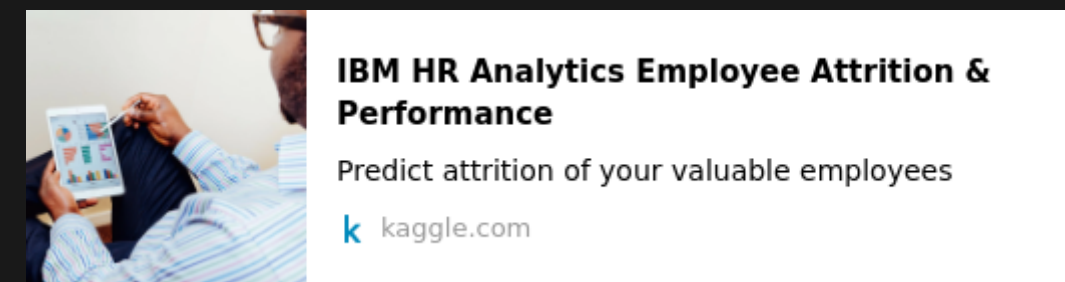 IBM HR Analytics Employee Attrition &
Performance
Predict attrition of your valuable employees
k kaggle.com